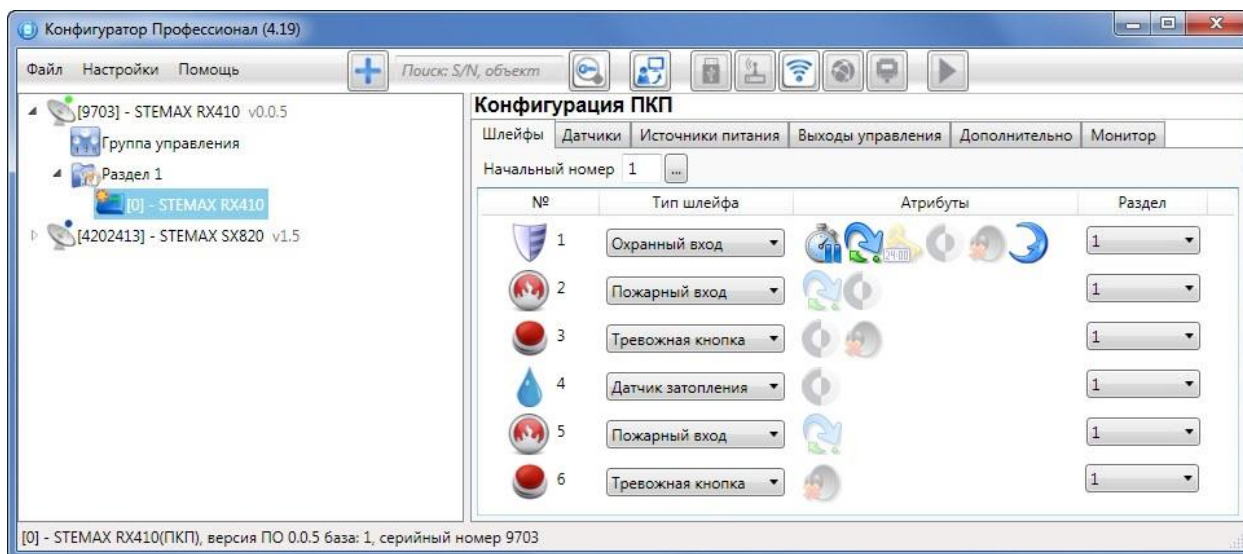 Конфигуратор Профессионал (4.19)
Файл Настройки Помощь Поиск: S/N, объект
[9703] - STEMAX RX410 v0.0.5
Группа управления
Раздел 1
[0] - STEMAX RX410
[4202413] - STEMAX SX820 v1.5
Конфигурация ПКП
Шлейфы Датчики Источники питания Выходы управления Дополнительно Монитор
Начальный номер 1 ...
№ Тип шлейфа Атрибуты Раздел
1 Охранный вход 24:00 1
2 Пожарный вход 1
3 Тревожная кнопка 1
4 Датчик затопления 1
5 Пожарный вход 1
6 Тревожная кнопка 1
[0] - STEMAX RX410(ПКП), версия ПО 0.0.5 база: 1, серийный номер 9703